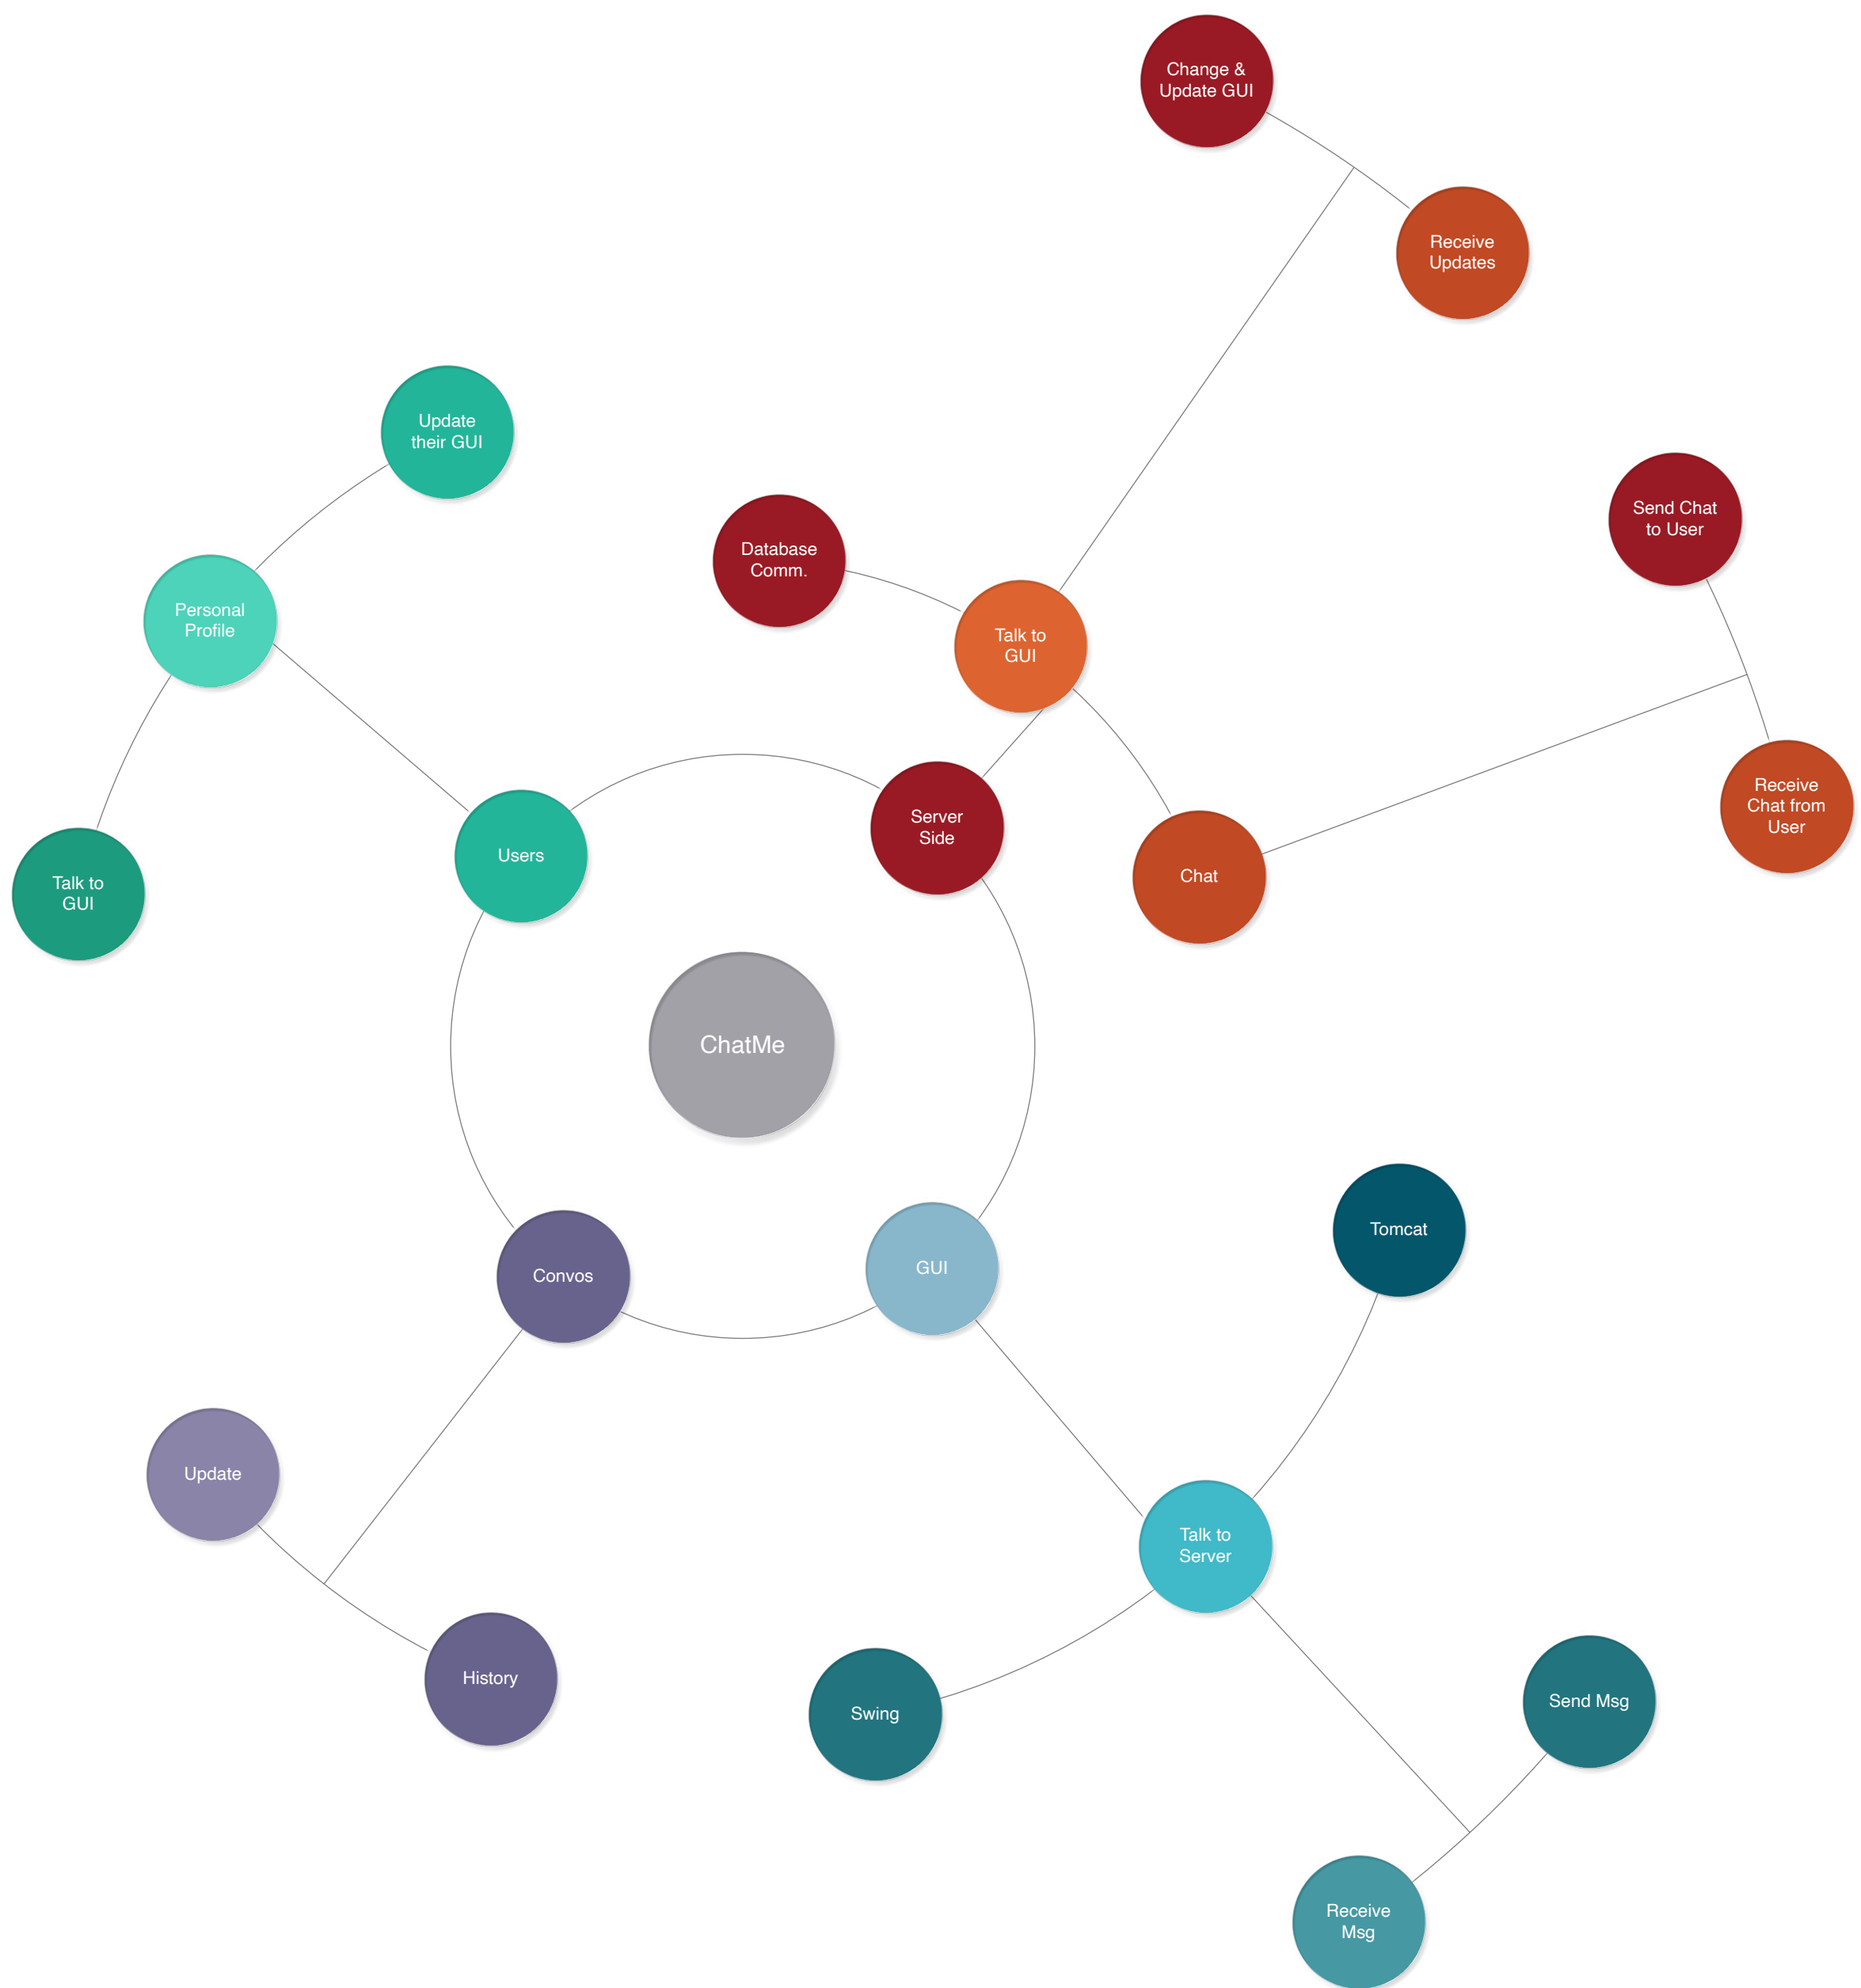 Change &
Update GUI
Receive
Updates
Update
their GUI
Send Chat
to User
Database
Comm.
Personal
Profile
Talk to
GUI
Receive
Chat from
User
Server
Side
Users
Chat
Talk to
GUI
ChatMe
Tomcat
GUI
Convos
Update
Talk to
Server
History
Send Msg
Swing
Receive
Msg